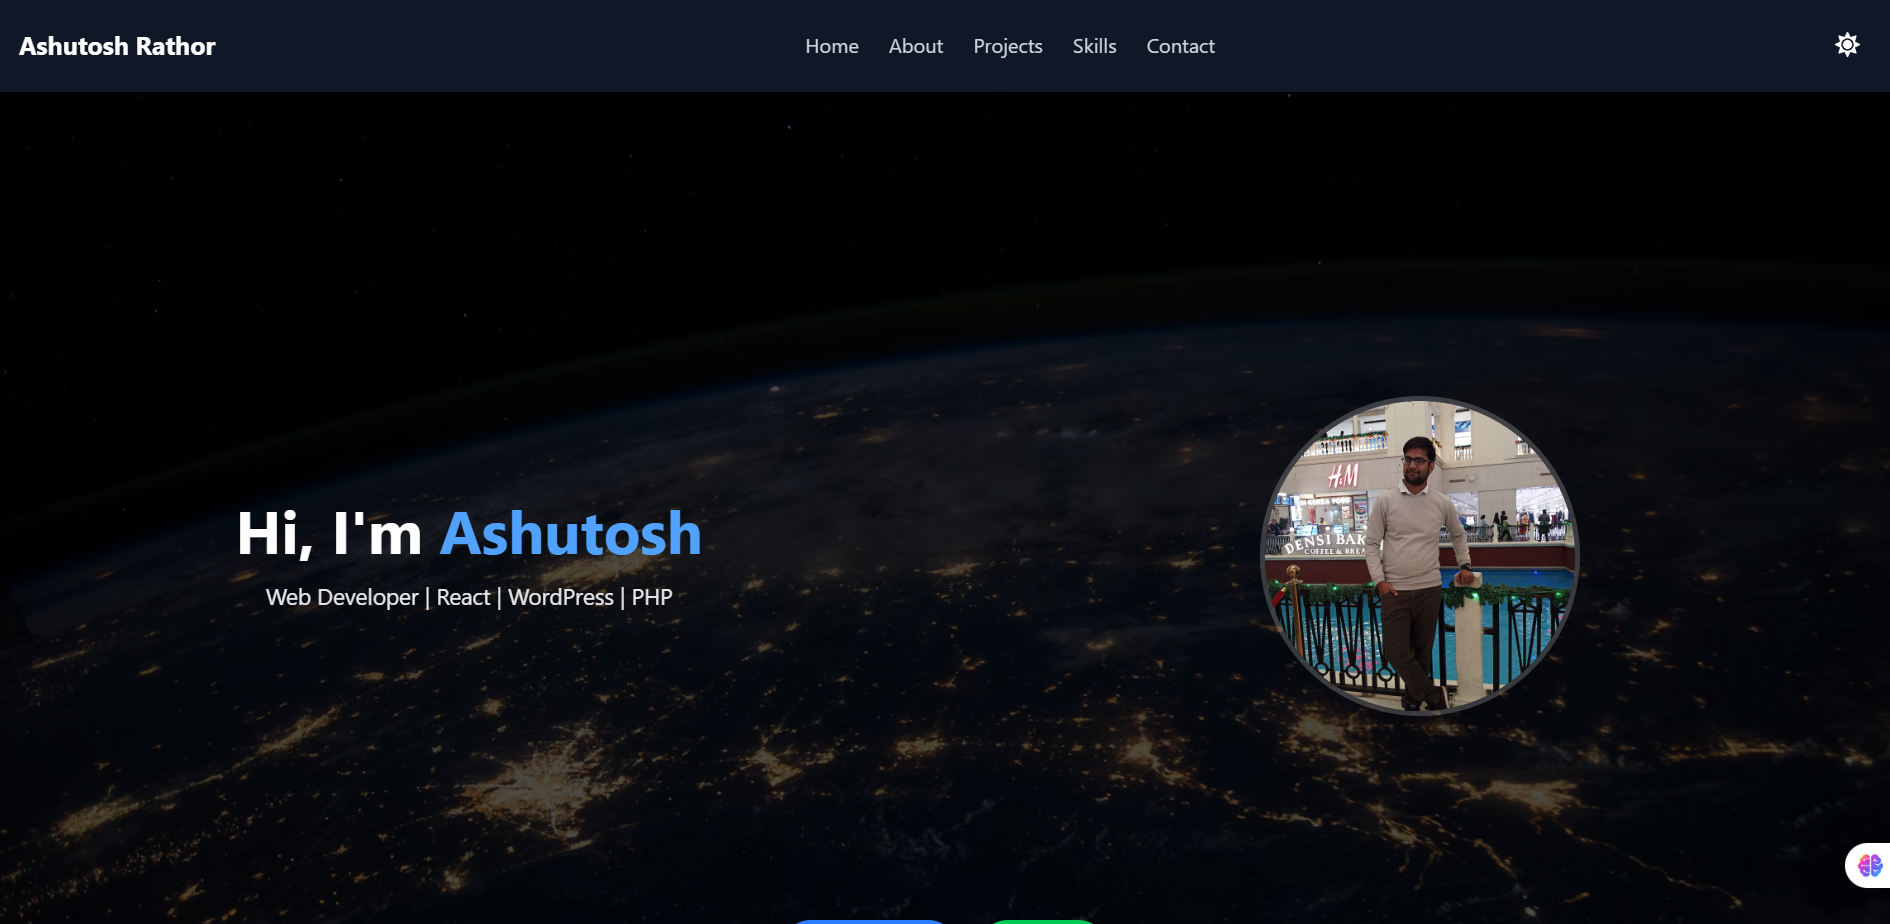 Ashutosh Rathor
Home About Projects Skills Contact
Hi, I'm Ashutosh
Web Developer | React | WordPress | PHP
H&M
DENSI BAK
COFFEE & BREA